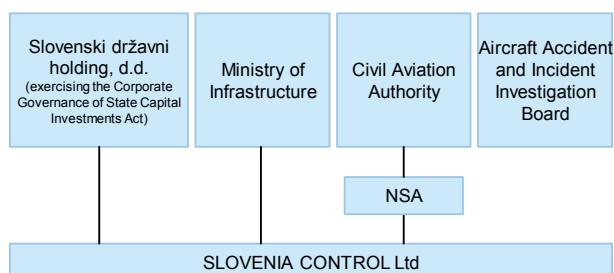 Slovenski državni
holding, d.d.
(exercising the Corporate
Governance of State Capital
Investments Act)
Ministry of
Infrastructure
Civil Aviation
Authority
Aircraft Accident
and Incident
Investigation
Board
NSA
SLOVENIA CONTROL Ltd